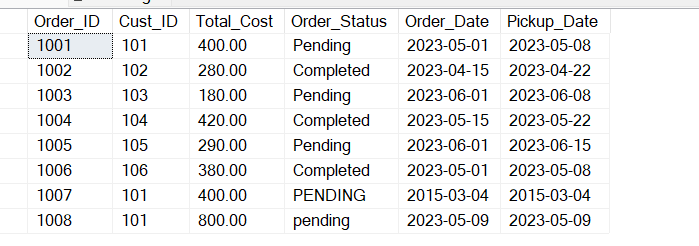 Order_ID Cust_ID Total_Cost Order_Status Order_Date Pickup_Date
1001 101 400.00 Pending 2023-05-01 2023-05-08
1002 102 280.00 Completed 2023-04-15 2023-04-22
1003 103 180.00 Pending 2023-06-01 2023-06-08
1004 104 420.00 Completed 2023-05-15 2023-05-22
1005 105 290.00 Pending 2023-06-01 2023-06-15
1006 106 380.00 Completed 2023-05-01 2023-05-08
1007 101 400.00 PENDING 2015-03-04 2015-03-04
1008 101 800.00 pending 2023-05-09 2023-05-09